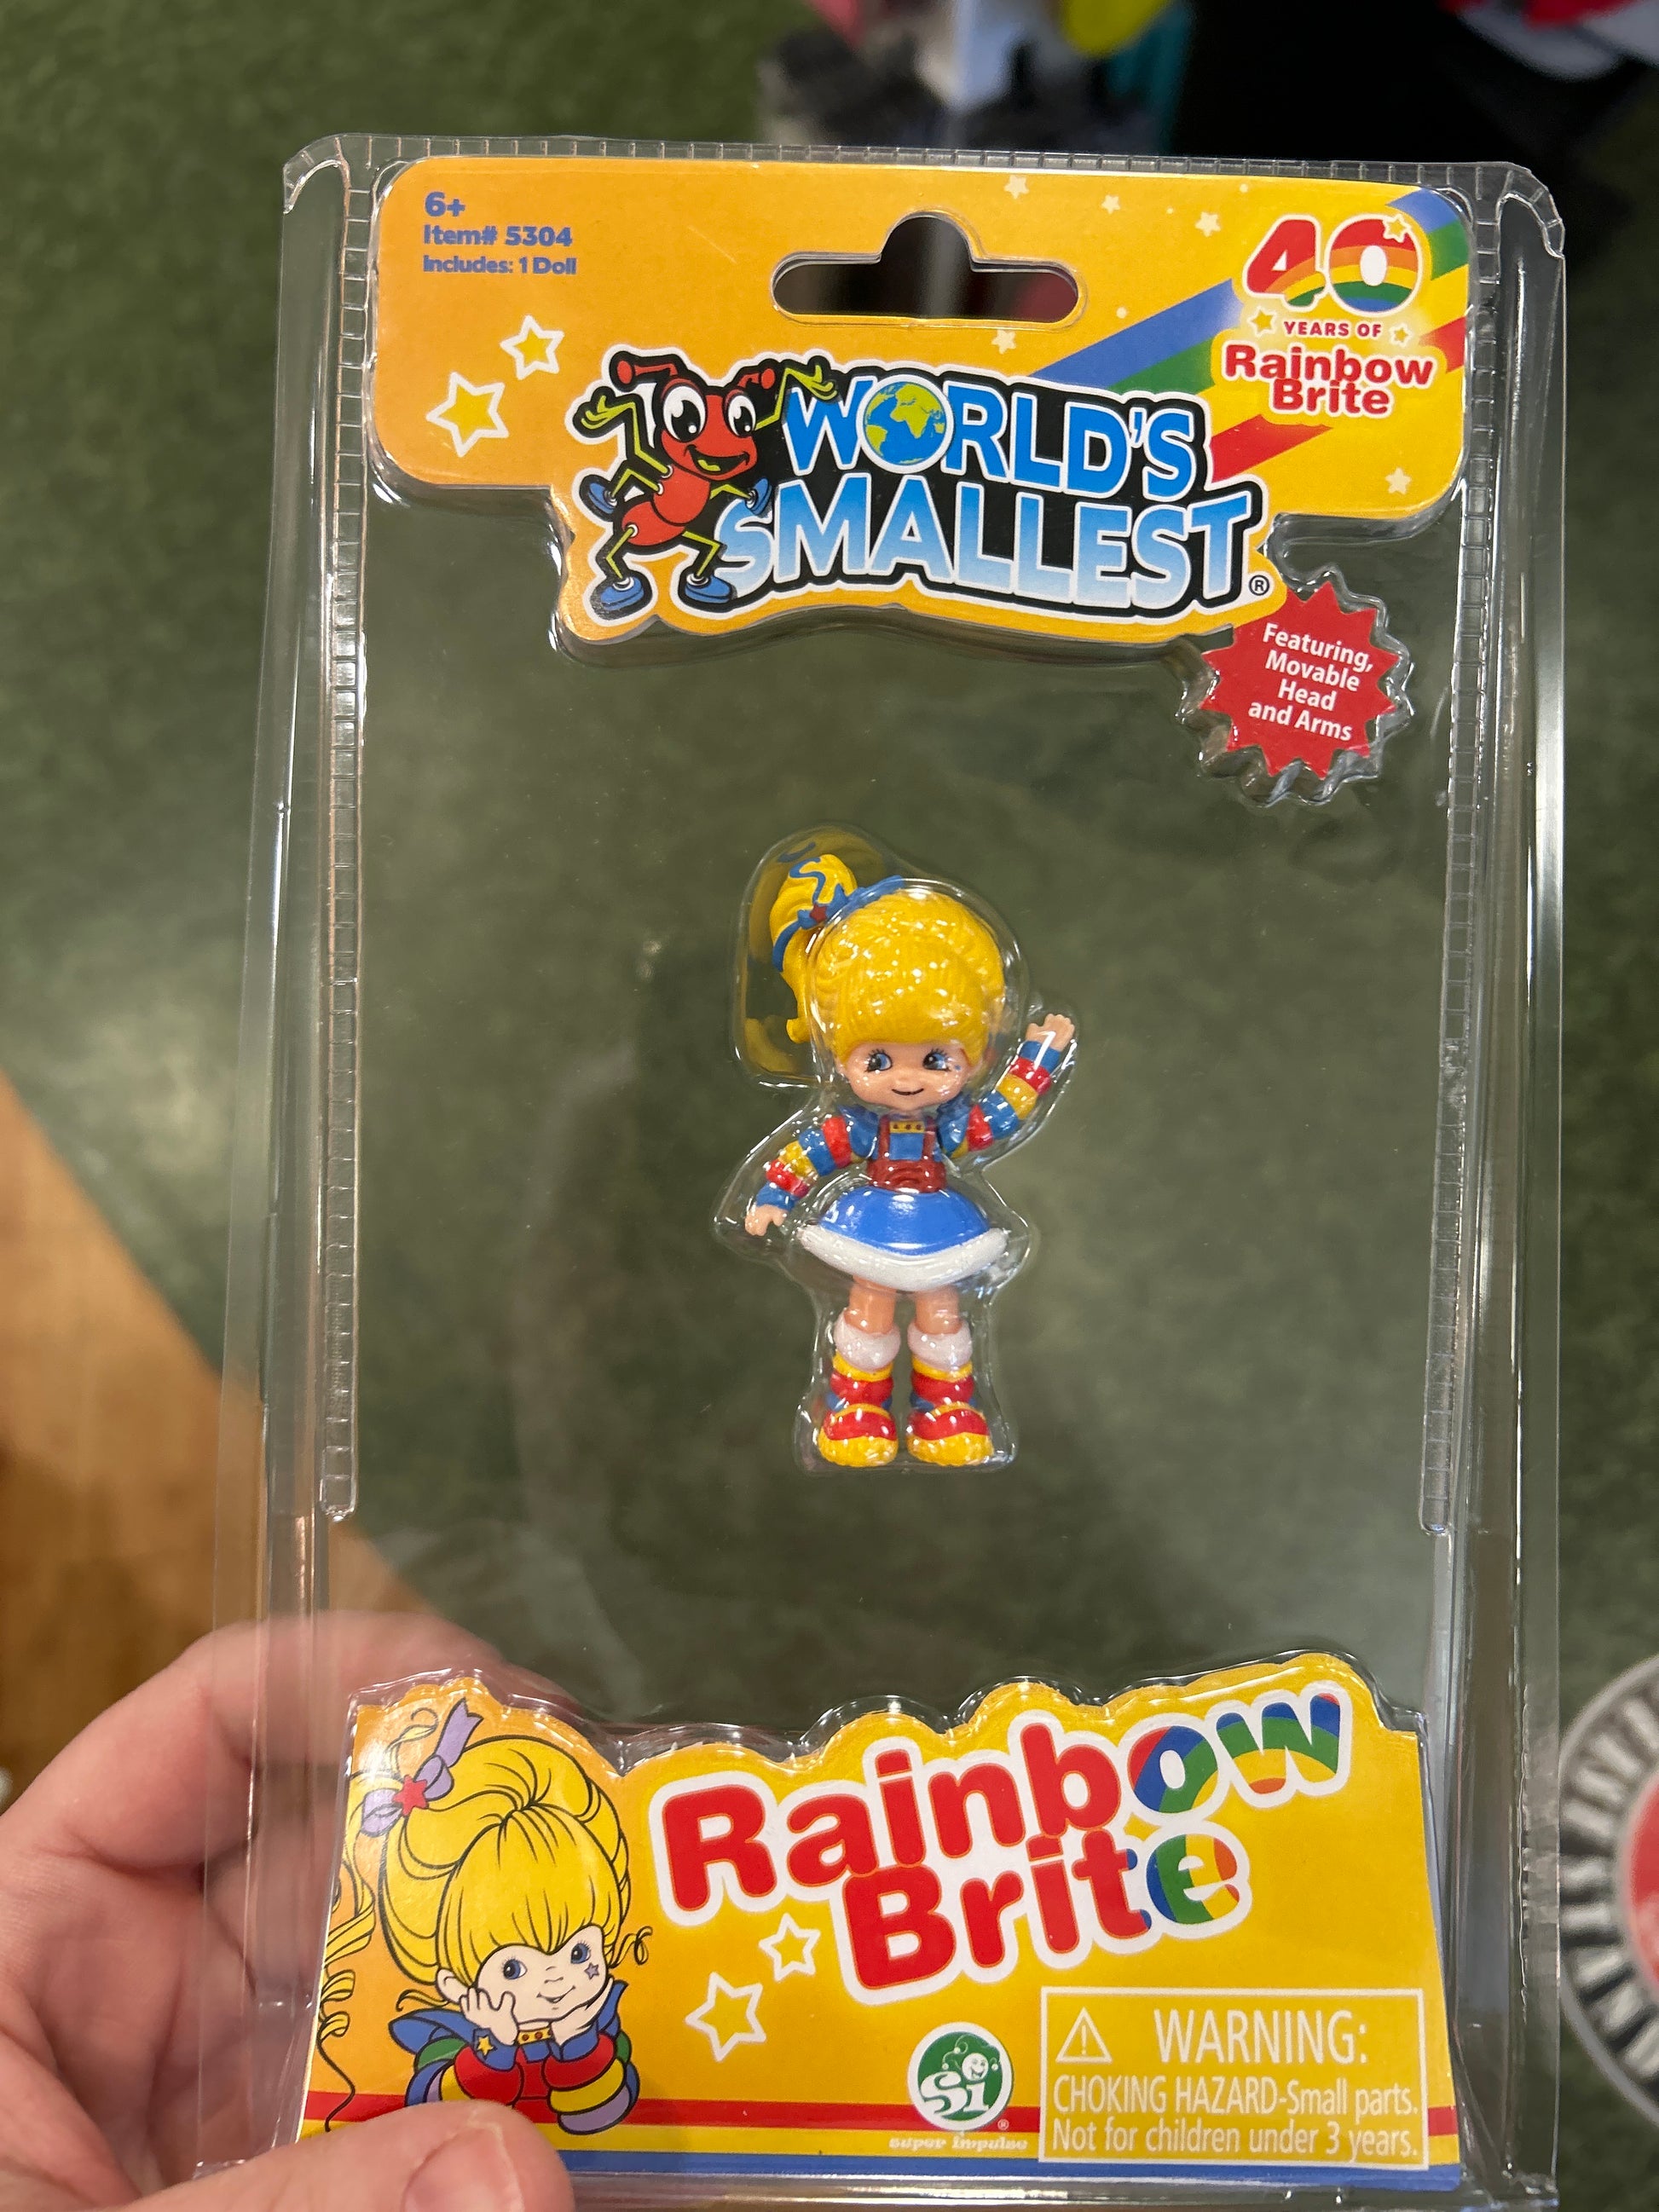 6+
Item# 5304
Includes: 1 Doll
40
YEARS OF
Rainbow
Brite
WORLD'S
SMALLEST®
Featuring,
Movable
Head
and Arms
Rainbow
Brite
Si®
super impulse
WARNING:
CHOKING HAZARD-Small parts.
Not for children under 3 years.